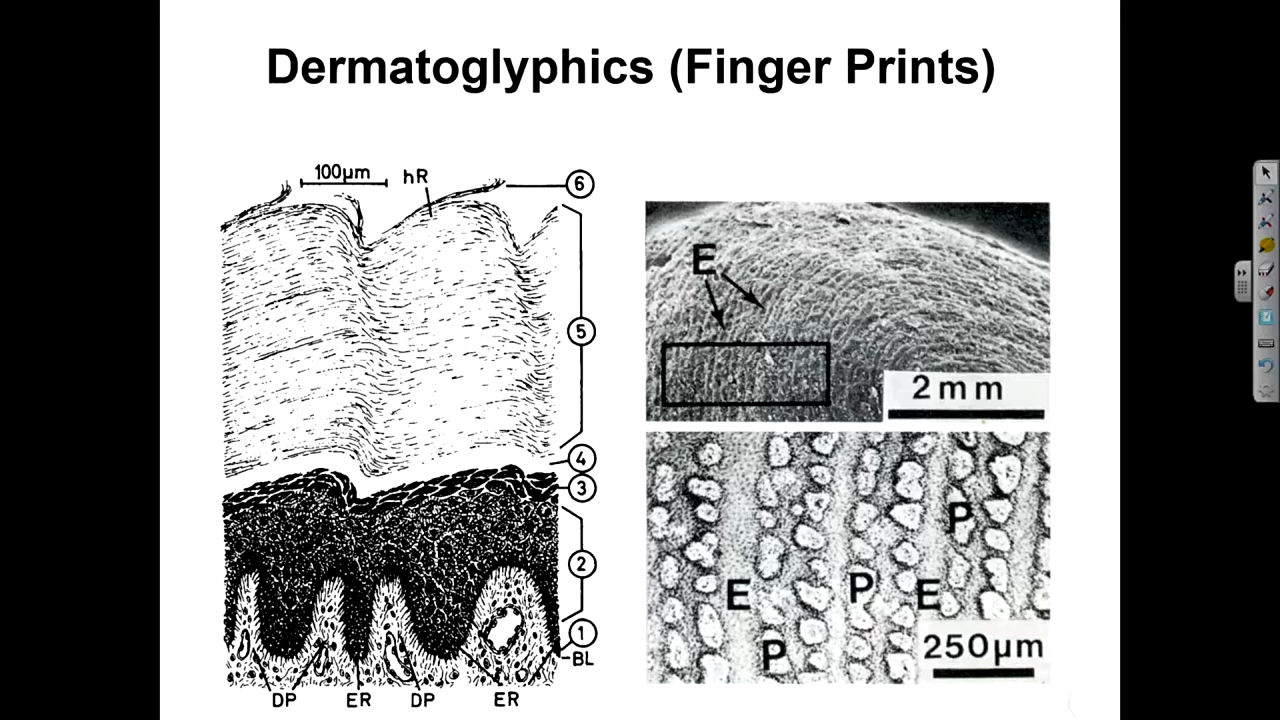 Dermatoglyphics (Finger Prints)
100µm
hR
6
5
4
3
2
1
BL
DP ER DP ER
E
2mm
P
E P E
P
250µm